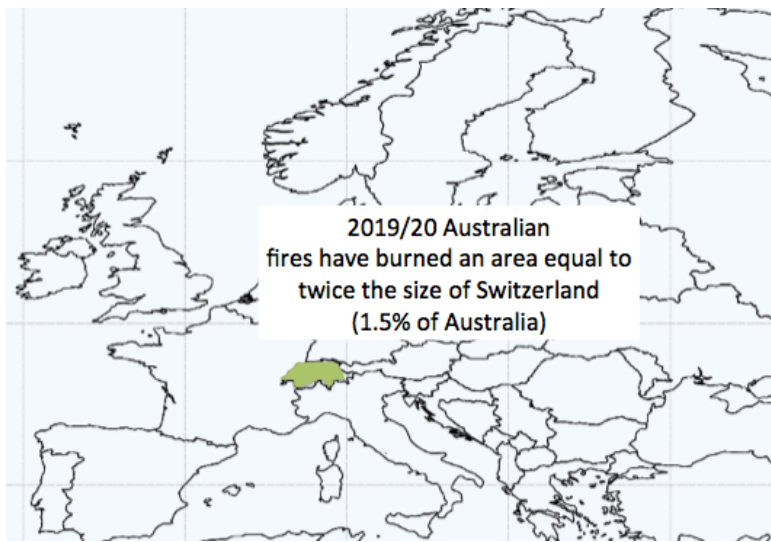 2019/20 Australian
fires have burned an area equal to
twice the size of Switzerland
(1.5% of Australia)